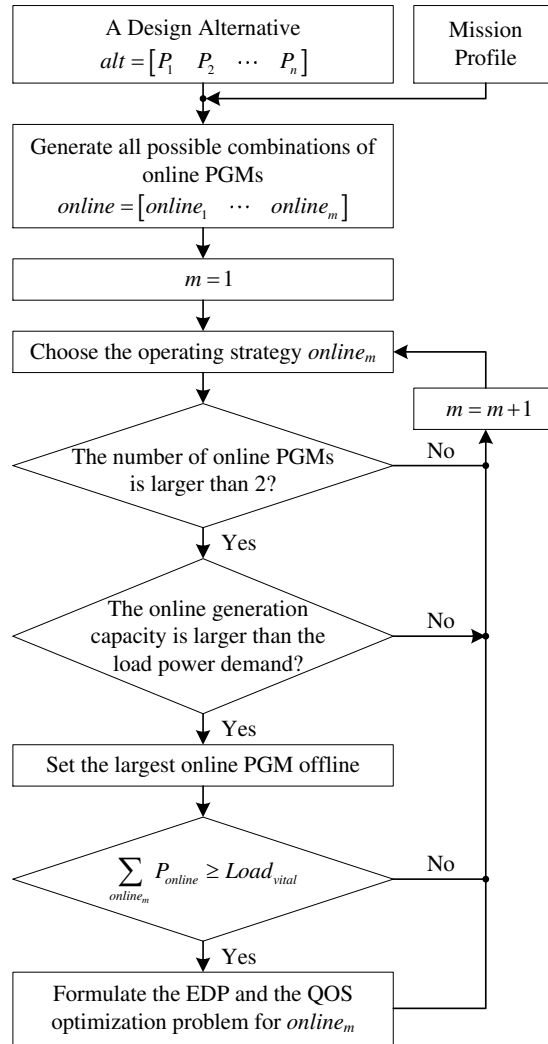 A Design Alternative
alt = [P₁ P₂ ⋯ Pₙ]
Mission
Profile
Generate all possible combinations of
online PGMs
online = [online₁ ⋯ onlineₘ]
m = 1
Choose the operating strategy onlineₘ
m = m+1
The number of online PGMs
is larger than 2?
No
Yes
The online generation
capacity is larger than the
load power demand?
No
Yes
Set the largest online PGM offline
∑ P_online ≥ Load_vital
onlineₘ
No
Yes
Formulate the EDP and the QOS
optimization problem for onlineₘ